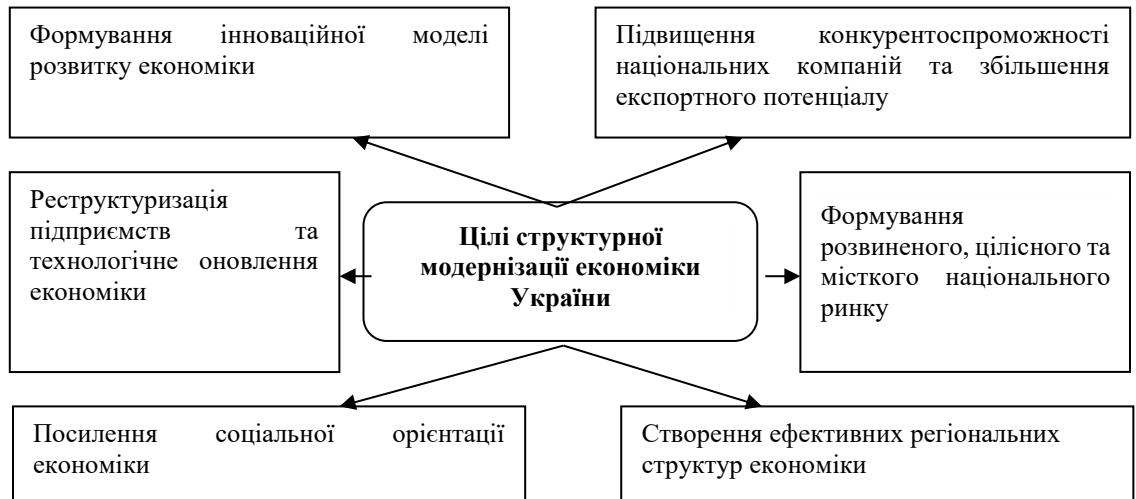 Формування інноваційної моделі
розвитку економіки
Підвищення конкурентоспроможності
національних компаній та збільшення
експортного потенціалу
Реструктуризація
підприємств та
технологічне оновлення
економіки
Цілі структурної
модернізації економіки
України
Формування
розвиненого, цілісного та
місткого національного
ринку
Посилення соціальної орієнтації
економіки
Створення ефективних регіональних
структур економіки